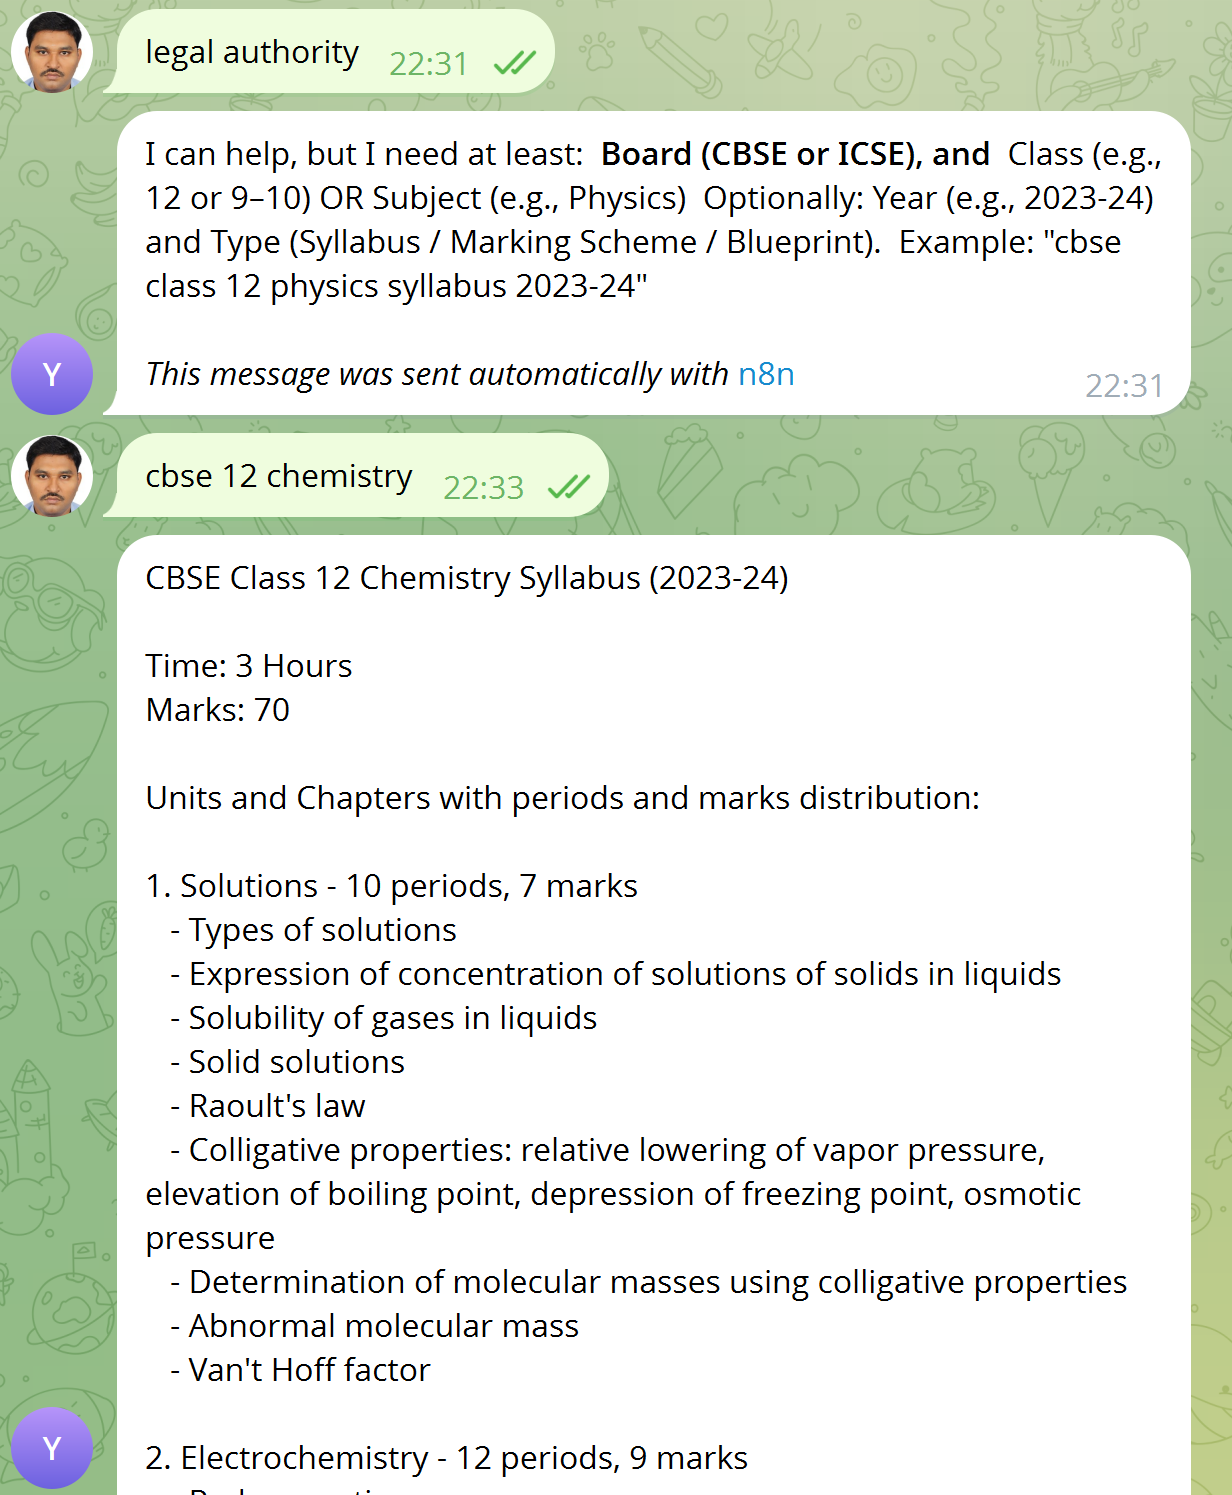 legal authority 22:31
I can help, but I need at least:  Board (CBSE or ICSE), and  Class (e.g.,
12 or 9–10) OR Subject (e.g., Physics)  Optionally: Year (e.g., 2023-24)
and Type (Syllabus / Marking Scheme / Blueprint).  Example: "cbse
class 12 physics syllabus 2023-24"
This message was sent automatically with n8n
22:31
Y
cbse 12 chemistry 22:33
CBSE Class 12 Chemistry Syllabus (2023-24)
Time: 3 Hours
Marks: 70
Units and Chapters with periods and marks distribution:
1. Solutions - 10 periods, 7 marks
- Types of solutions
- Expression of concentration of solutions of solids in liquids
- Solubility of gases in liquids
- Solid solutions
- Raoult's law
- Colligative properties: relative lowering of vapor pressure,
elevation of boiling point, depression of freezing point, osmotic
pressure
- Determination of molecular masses using colligative properties
- Abnormal molecular mass
- Van't Hoff factor
Y
2. Electrochemistry - 12 periods, 9 marks